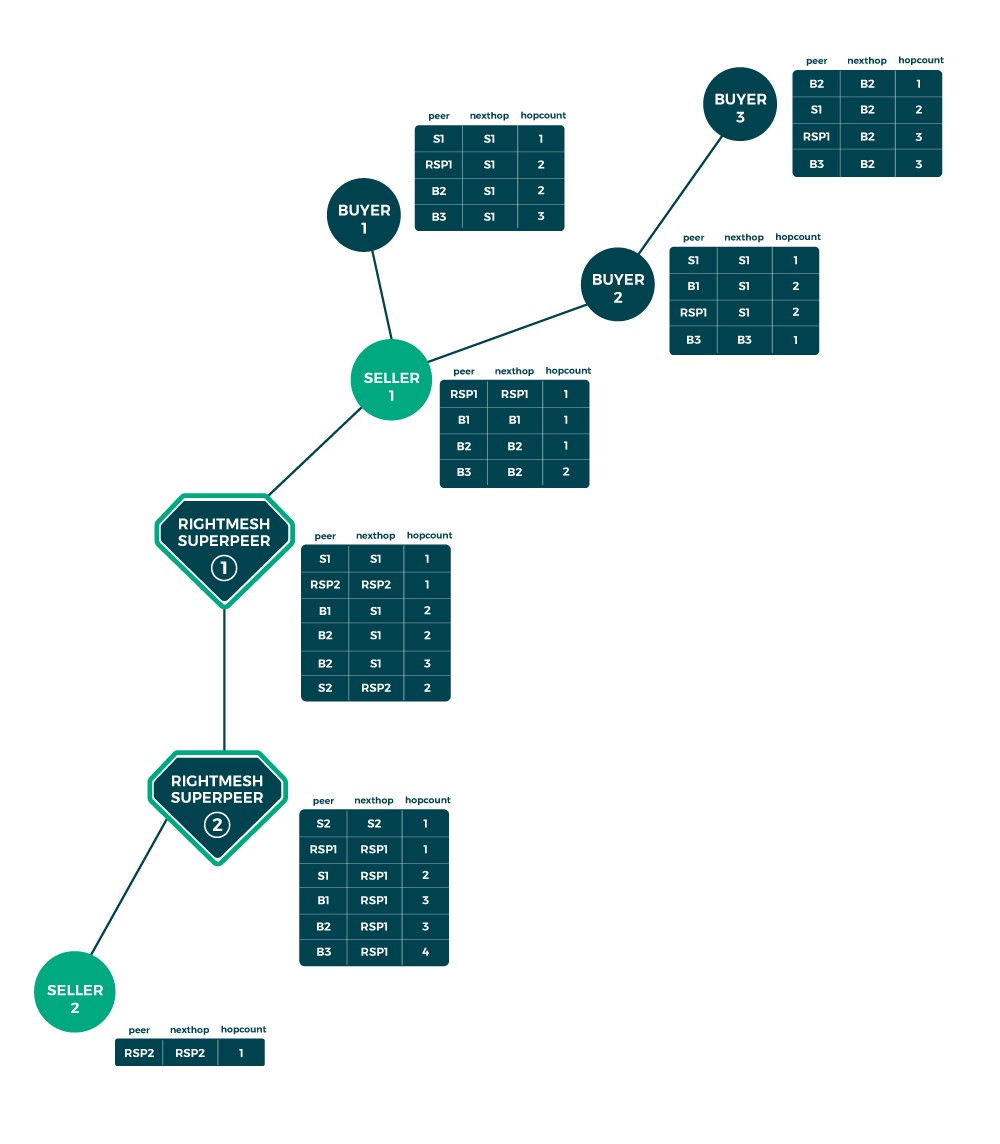 peer nexthop hopcount
BUYER
3
B2 B2 1
S1 B2 2
RSP1 B2 3
B3 B2 3
peer nexthop hopcount
S1 S1 1
RSP1 S1 2
B2 S1 2
B3 S1 3
BUYER
1
peer nexthop hopcount
S1 S1 1
B1 S1 2
RSP1 S1 2
B3 B3 1
BUYER
2
SELLER
1
peer nexthop hopcount
RSP1 RSP1 1
B1 B1 1
B2 B2 1
B3 B2 2
RIGHTMESH
SUPERPEER
1
peer nexthop hopcount
S1 S1 1
RSP2 RSP2 1
B1 S1 2
B2 S1 2
B2 S1 3
S2 RSP2 2
RIGHTMESH
SUPERPEER
2
peer nexthop hopcount
S2 S2 1
RSP1 RSP1 1
S1 RSP1 2
B1 RSP1 3
B2 RSP1 3
B3 RSP1 4
SELLER
2
peer nexthop hopcount
RSP2 RSP2 1